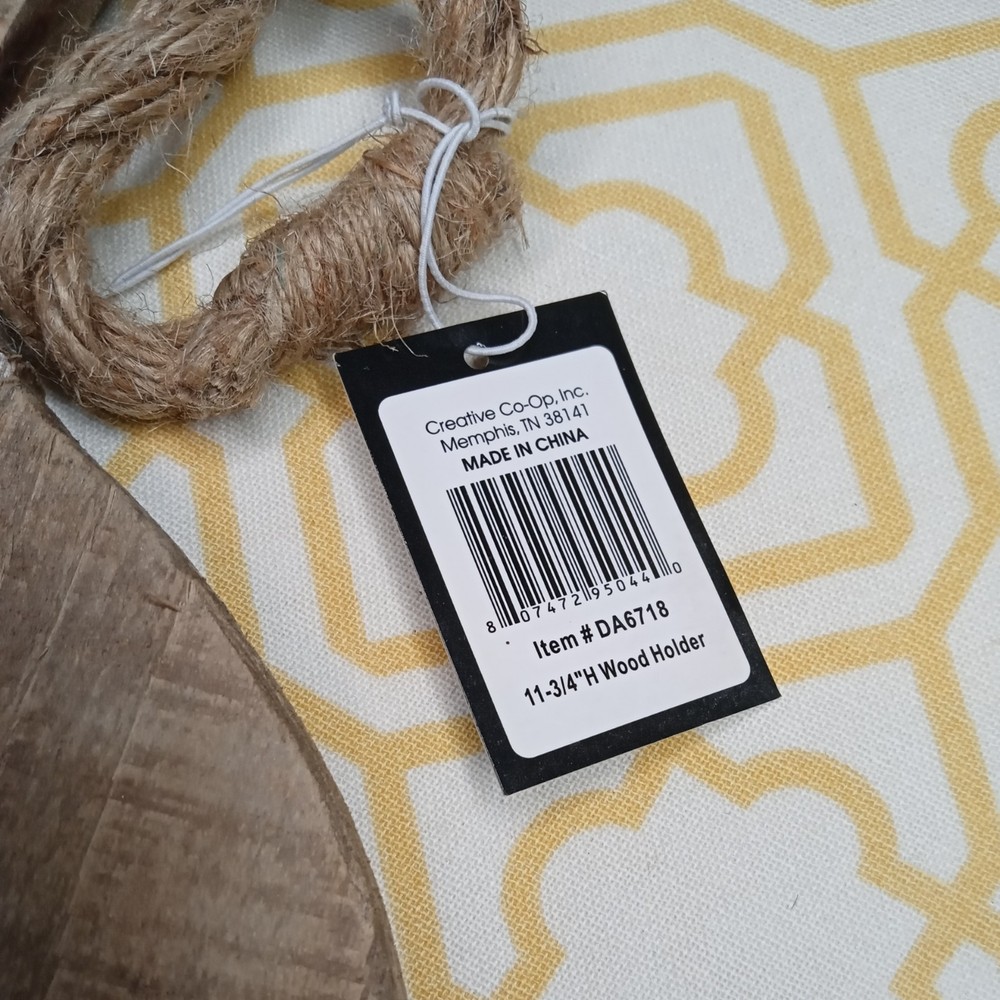 Creative Co-Op, Inc.
Memphis, TN 38141
MADE IN CHINA
8 07472 95044 0
Item # DA6718
11-3/4"H Wood Holder